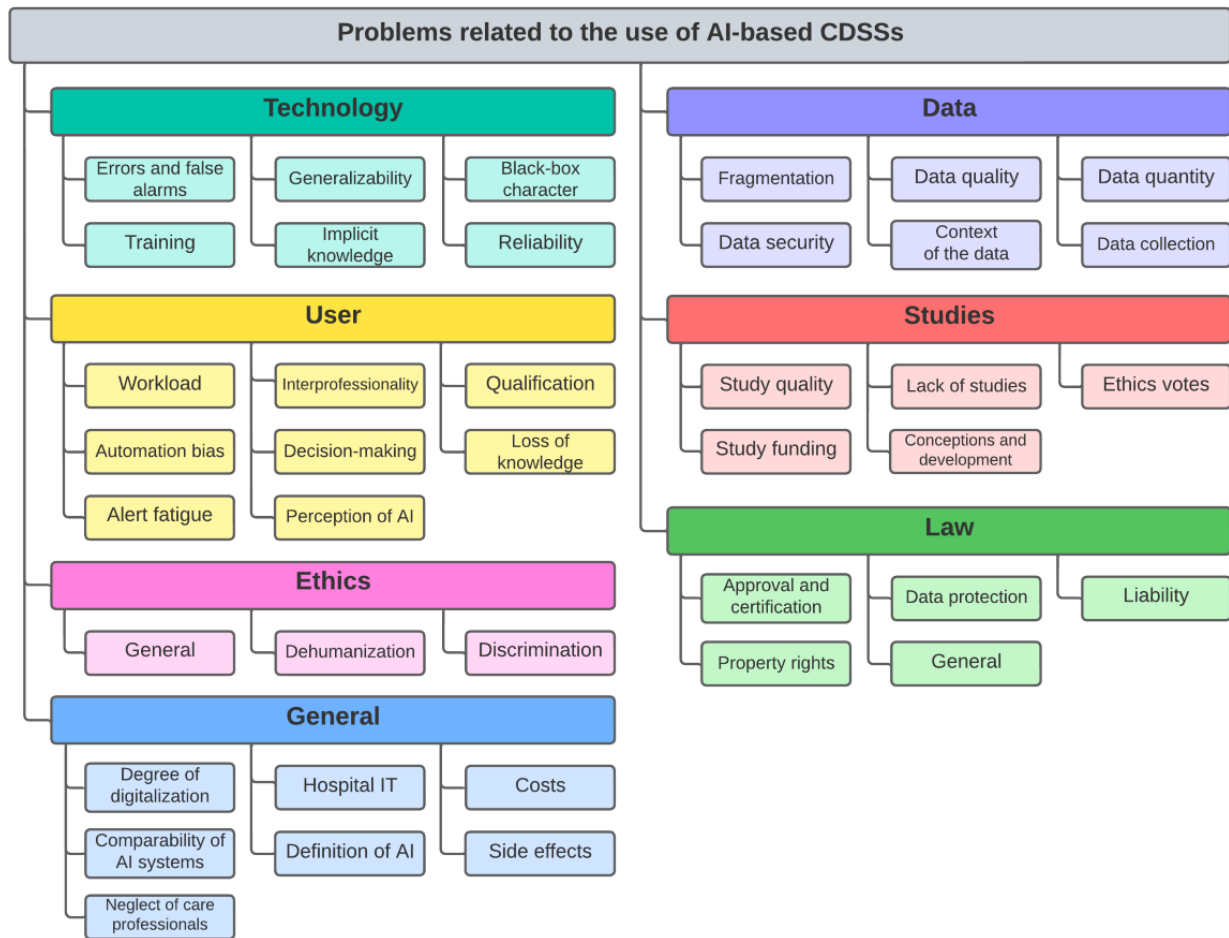 Problems related to the use of AI-based CDSSs
Technology
Errors and false
alarms
Generalizability
Black-box
character
Training
Implicit
knowledge
Reliability
User
Workload
Interprofessionality
Qualification
Automation bias
Decision-making
Loss of
knowledge
Alert fatigue
Perception of AI
Ethics
General
Dehumanization
Discrimination
General
Degree of
digitalization
Hospital IT
Costs
Comparability of
AI systems
Definition of AI
Side effects
Neglect of care
professionals
Data
Fragmentation
Data quality
Data quantity
Data security
Context
of the data
Data collection
Studies
Study quality
Lack of studies
Ethics votes
Study funding
Conceptions and
development
Law
Approval and
certification
Data protection
Liability
Property rights
General